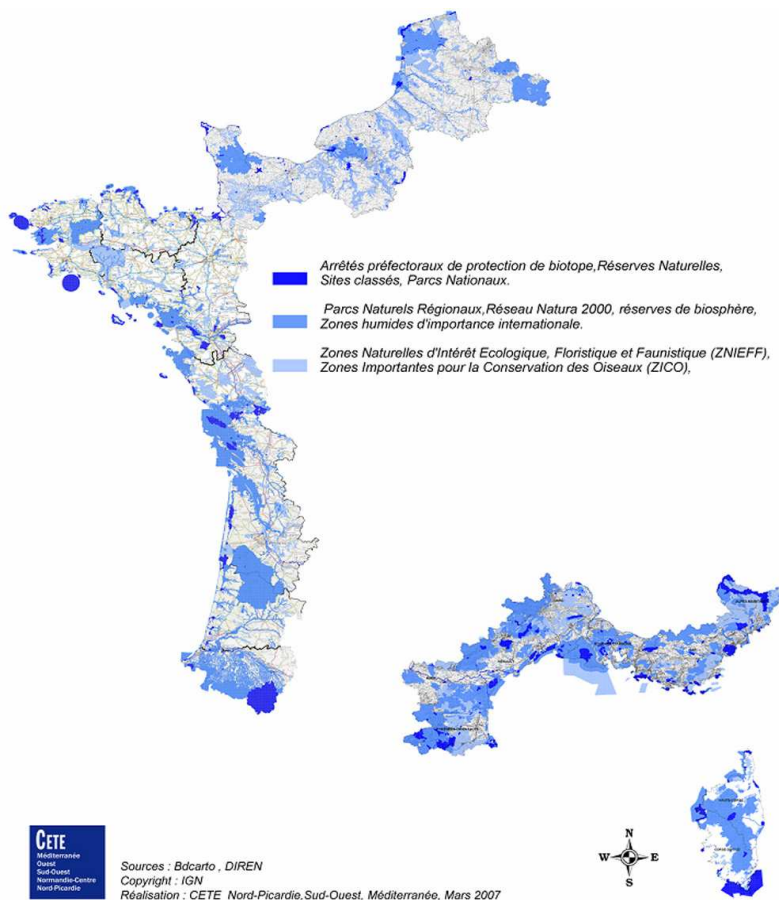 Arrêtés préfectoraux de protection de biotope,Réserves Naturelles,
Sites classés, Parcs Nationaux.
Parcs Naturels Régionaux,Réseau Natura 2000, réserves de biosphère,
Zones humides d'importance internationale.
Zones Naturelles d'Intérêt Ecologique, Floristique et Faunistique (ZNIEFF),
Zones Importantes pour la Conservation des Oiseaux (ZICO),
N
W E
S
CETE
Méditerranée
Ouest
Sud-Ouest
Normandie-Centre
Nord-Picardie
Sources : Bdcarto , DIREN
Copyright : IGN
Réalisation : CETE Nord-Picardie,Sud-Ouest, Méditerranée, Mars 2007